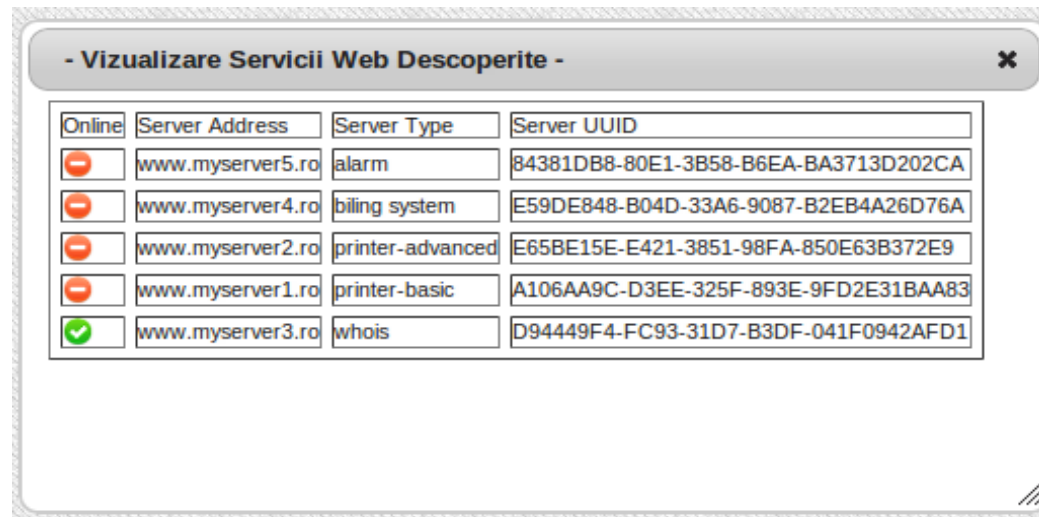 - Vizualizare Servicii Web Descoperite -
Online Server Address Server Type Server UUID
www.myserver5.ro alarm 84381DB8-80E1-3B58-B6EA-BA3713D202CA
www.myserver4.ro biling system E59DE848-B04D-33A6-9087-B2EB4A26D76A
www.myserver2.ro printer-advanced E65BE15E-E421-3851-98FA-850E63B372E9
www.myserver1.ro printer-basic A106AA9C-D3EE-325F-893E-9FD2E31BAA83
www.myserver3.ro whois D94449F4-FC93-31D7-B3DF-041F0942AFD1